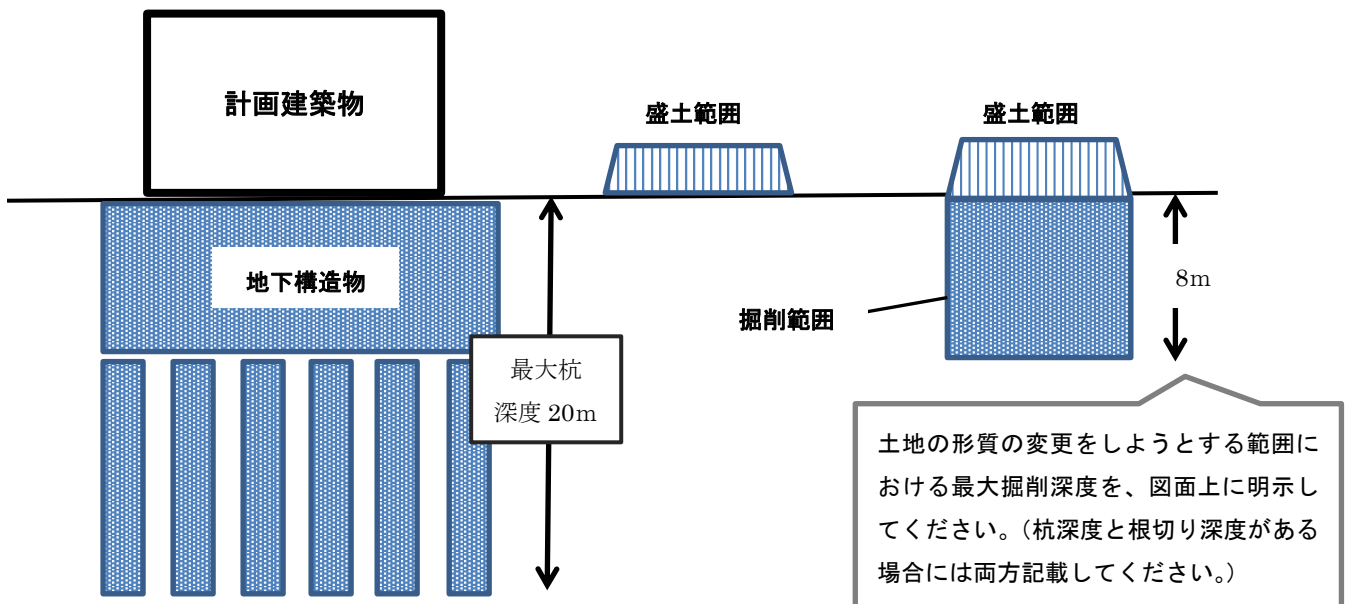 計画建築物
盛土範囲
盛土範囲
地下構造物
8m
掘削範囲
最大杭
深度 20m
土地の形質の変更をしようとする範囲に
おける最大掘削深度を、図面上に明示し
てください。（杭深度と根切り深度がある
場合には両方記載してください。）